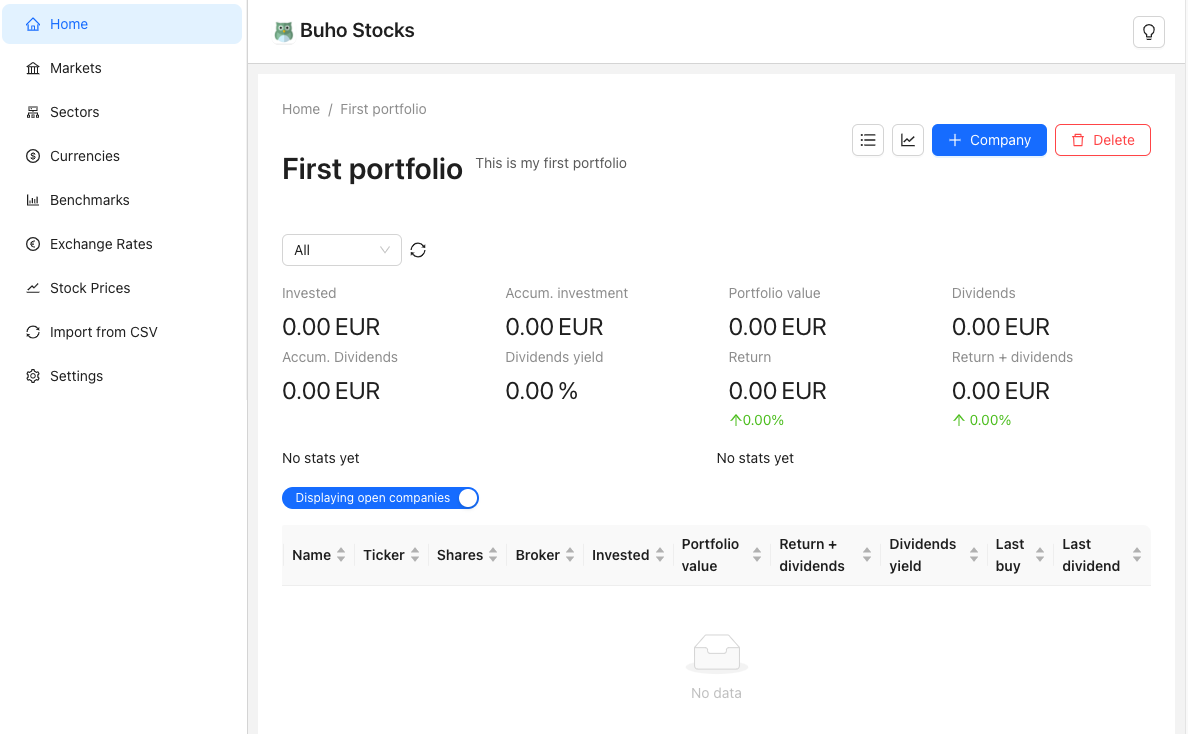 Home
Markets
Sectors
Currencies
Benchmarks
Exchange Rates
Stock Prices
Import from CSV
Settings
Buho Stocks
Home / First portfolio
First portfolio This is my first portfolio
Company
Delete
All
Invested Accum. investment Portfolio value Dividends
0.00 EUR 0.00 EUR 0.00 EUR 0.00 EUR
Accum. Dividends Dividends yield Return Return + dividends
0.00 EUR 0.00 % 0.00 EUR 0.00 EUR
0.00% 0.00%
No stats yet No stats yet
Displaying open companies
Name Ticker Shares Broker Invested Portfolio value Return + dividends Dividends yield Last buy Last dividend
No data